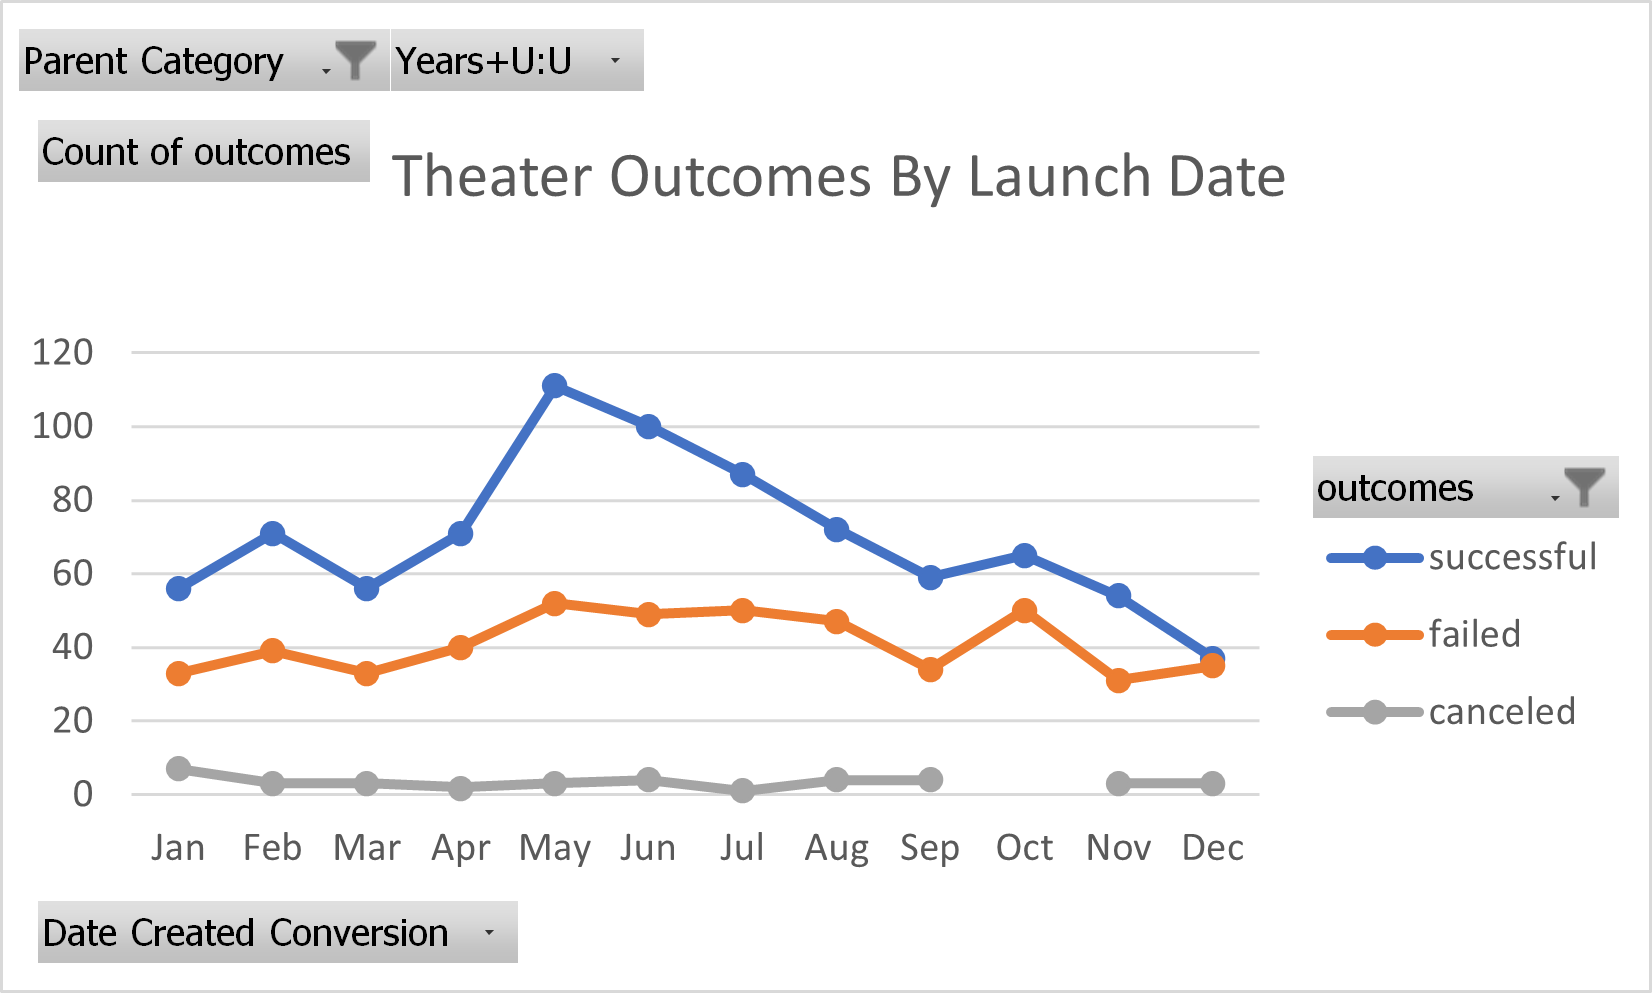 Parent Category Years+U:U
Count of outcomes
Theater Outcomes By Launch Date
120
100
80
60
40
20
0
Jan Feb Mar Apr May Jun Jul Aug Sep Oct Nov Dec
outcomes
successful
failed
canceled
Date Created Conversion